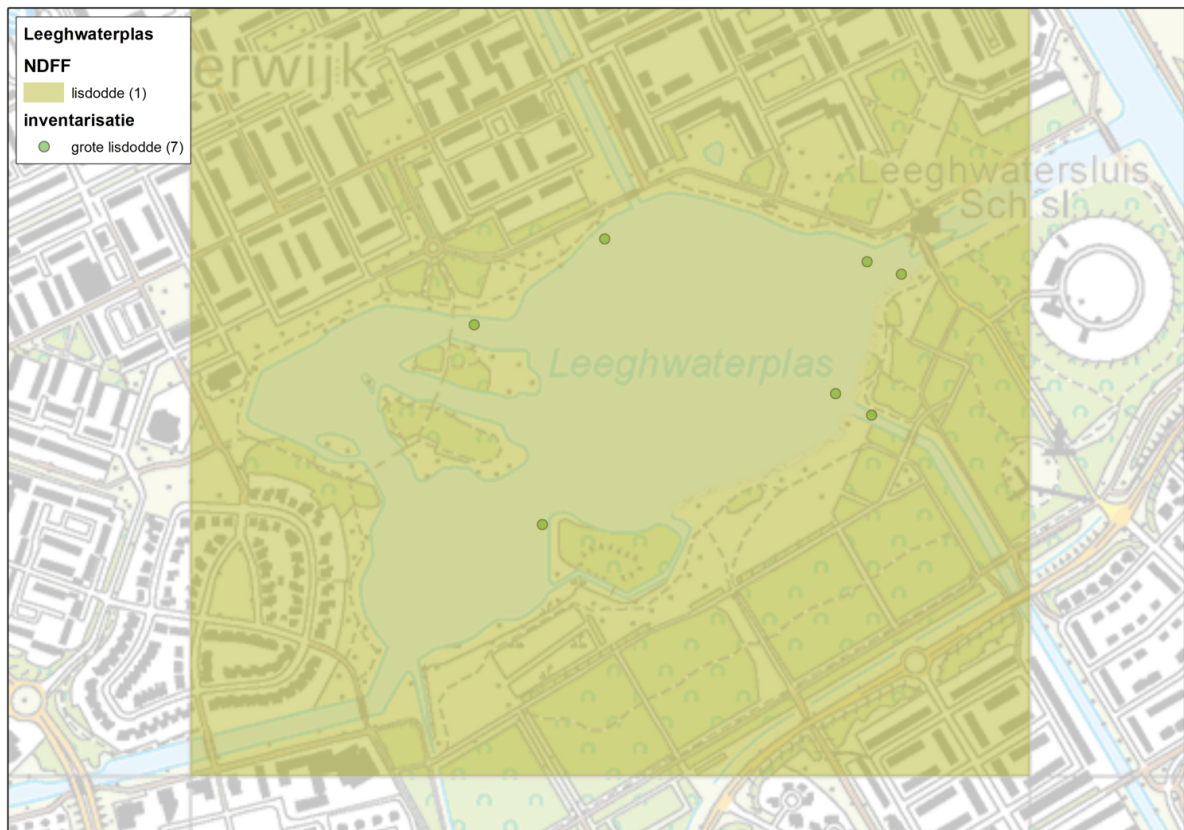 Leeghwaterplas
NDFF
lisdodde (1)
inventarisatie
grote lisdodde (7)
erwijk
Leeghwatersluis
Sch.sl.
Leeghwaterplas